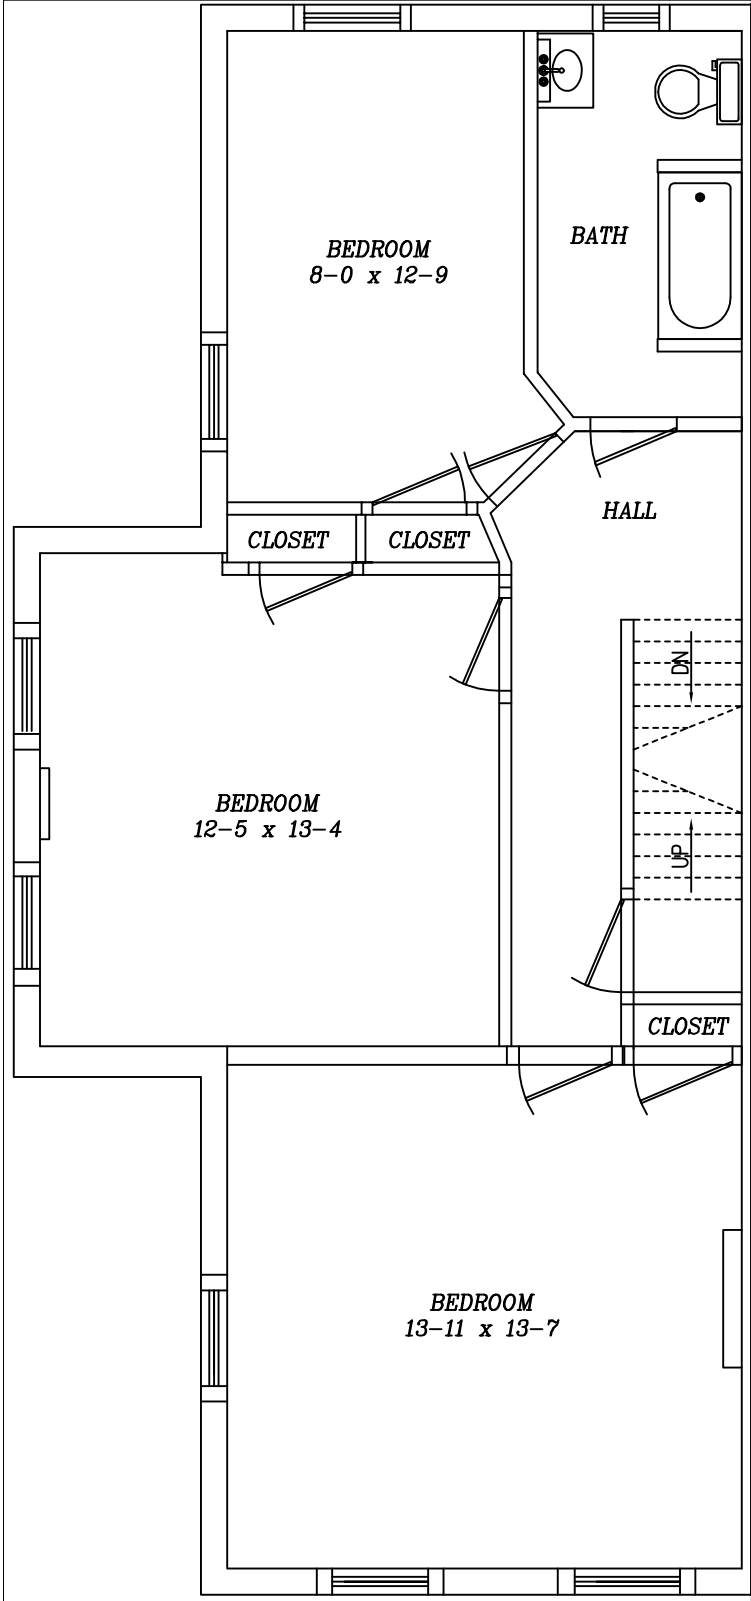 BEDROOM
8-0 x 12-9
BATH
HALL
CLOSET
CLOSET
DN
BEDROOM
12-5 x 13-4
UP
CLOSET
BEDROOM
13-11 x 13-7